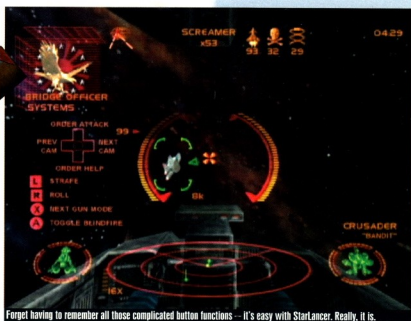 SCREAMER
x53
93 32 29
04:29
BRIDGE OFFICER
SYSTEMS
ORDER ATTACK
99
PREV CAM
NEXT CAM
ORDER HELP
L STRAFE
R ROLL
X NEXT GUN MODE
A TOGGLE BLINDFIRE
8k
CRUSADER
"BANDIT"
16X
Forget having to remember all those complicated button functions -- it's easy with StarLancer. Really, it is.